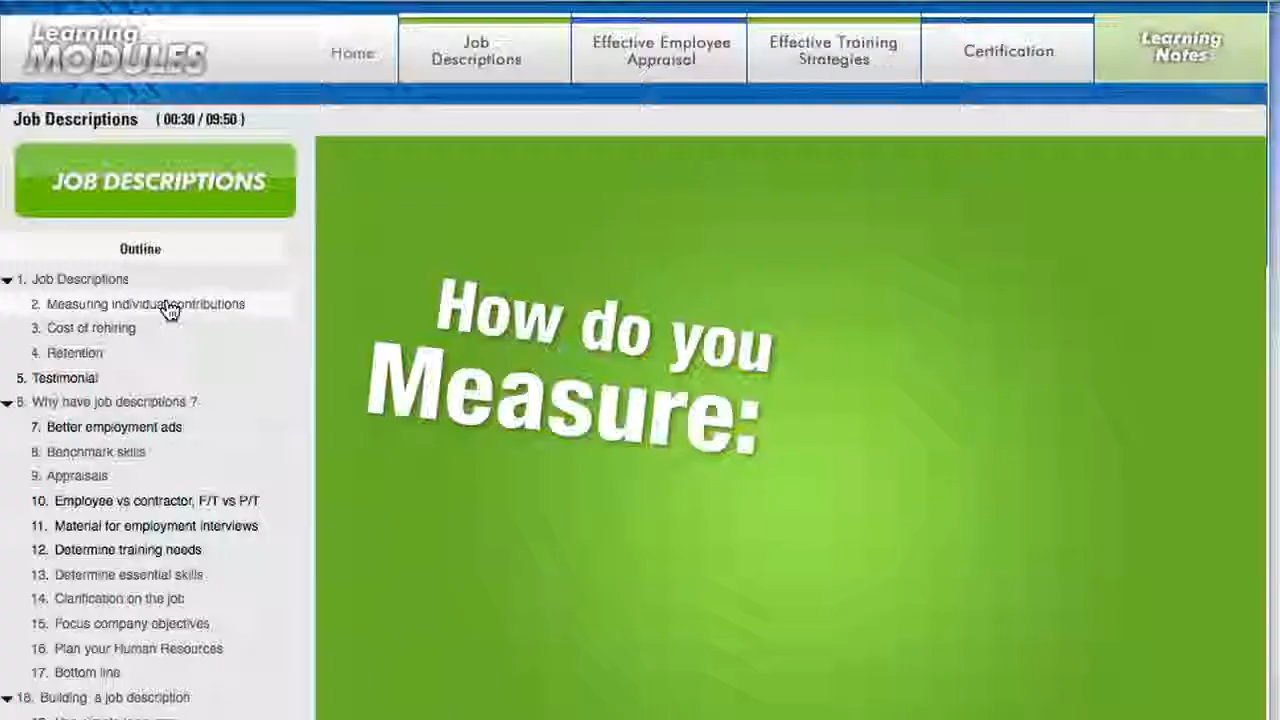 Learning
MODULES
Home
Job
Descriptions
Effective Employee
Appraisal
Effective Training
Strategies
Certification
Learning
Notes
Job Descriptions ( 00:30 / 09:50 )
JOB DESCRIPTIONS
Outline
1. Job Descriptions
2. Measuring individual contributions
3. Cost of rehiring
4. Retention
5. Testimonial
6. Why have job descriptions ?
7. Better employment ads
8. Benchmark skills
9. Appraisals
10. Employee vs contractor, F/T vs P/T
11. Material for employment interviews
12. Determine training needs
13. Determine essential skills
14. Clarification on the job
15. Focus company objectives
16. Plan your Human Resources
17. Bottom line
18. Building a job description
How do you
Measure: